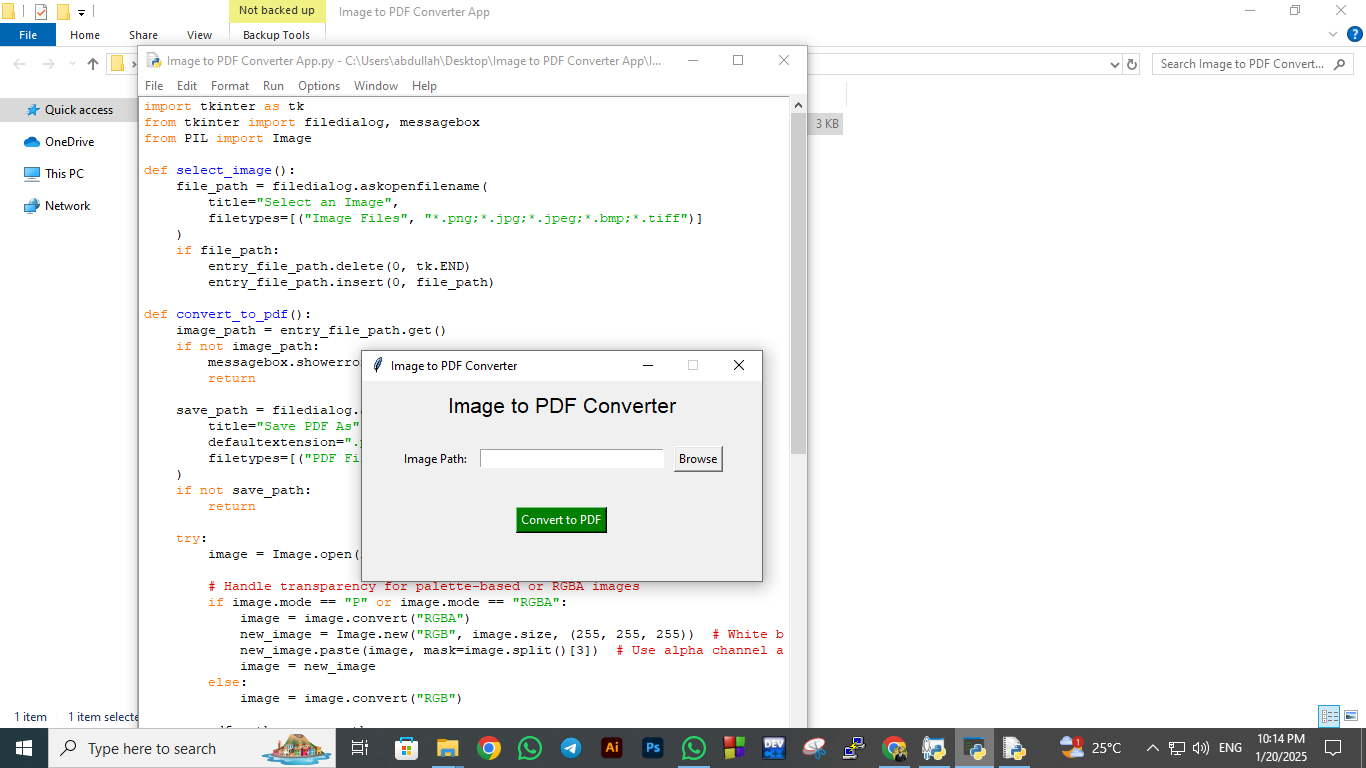 Not backed up
Image to PDF Converter App
File Home Share View Backup Tools
Image to PDF Converter App.py - C:\Users\abdullah\Desktop\Image to PDF Converter App\I...
Search Image to PDF Convert...
File Edit Format Run Options Window Help
Quick access
OneDrive
This PC
Network
3 KB
import tkinter as tk
from tkinter import filedialog, messagebox
from PIL import Image
def select_image():
file_path = filedialog.askopenfilename(
title="Select an Image",
filetypes=[("Image Files", "*.png;*.jpg;*.jpeg;*.bmp;*.tiff")]
)
if file_path:
entry_file_path.delete(0, tk.END)
entry_file_path.insert(0, file_path)
def convert_to_pdf():
image_path = entry_file_path.get()
if not image_path:
messagebox.showerro
return
save_path = filedialog.
title="Save PDF As"
defaultextension=".
filetypes=[("PDF Fi
)
if not save_path:
return
try:
image = Image.open(
# Handle transparency for palette-based or RGBA images
if image.mode == "P" or image.mode == "RGBA":
image = image.convert("RGBA")
new_image = Image.new("RGB", image.size, (255, 255, 255)) # White b
new_image.paste(image, mask=image.split()[3]) # Use alpha channel a
image = new_image
else:
image = image.convert("RGB")
Image to PDF Converter
Image to PDF Converter
Image Path:
Browse
Convert to PDF
1 item 1 item selecte
Type here to search
Ai
Ps
DEV
1
25°C
ENG
10:14 PM
1/20/2025